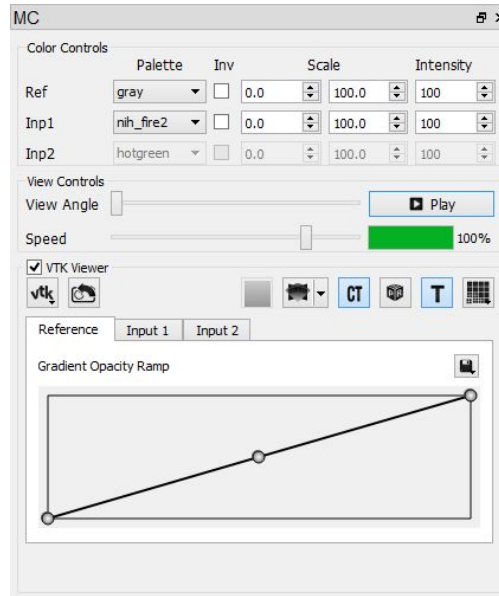 MC
Color Controls
Palette Inv Scale Intensity
Ref gray 0.0 100.0 100
Inp1 nih_fire2 0.0 100.0 100
Inp2 hotgreen 0.0 100.0 100
View Controls
View Angle Play
Speed 100%
VTK Viewer
vtk CT T
Reference Input 1 Input 2
Gradient Opacity Ramp